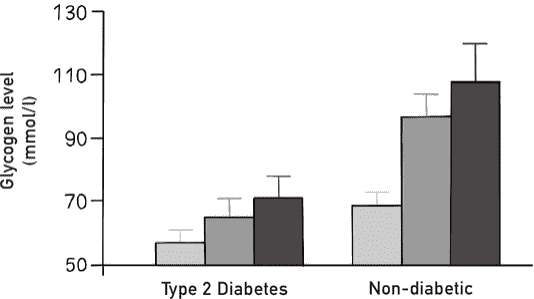 130
110
90
70
50
Glycogen level
(mmol/l)
Type 2 Diabetes
Non-diabetic